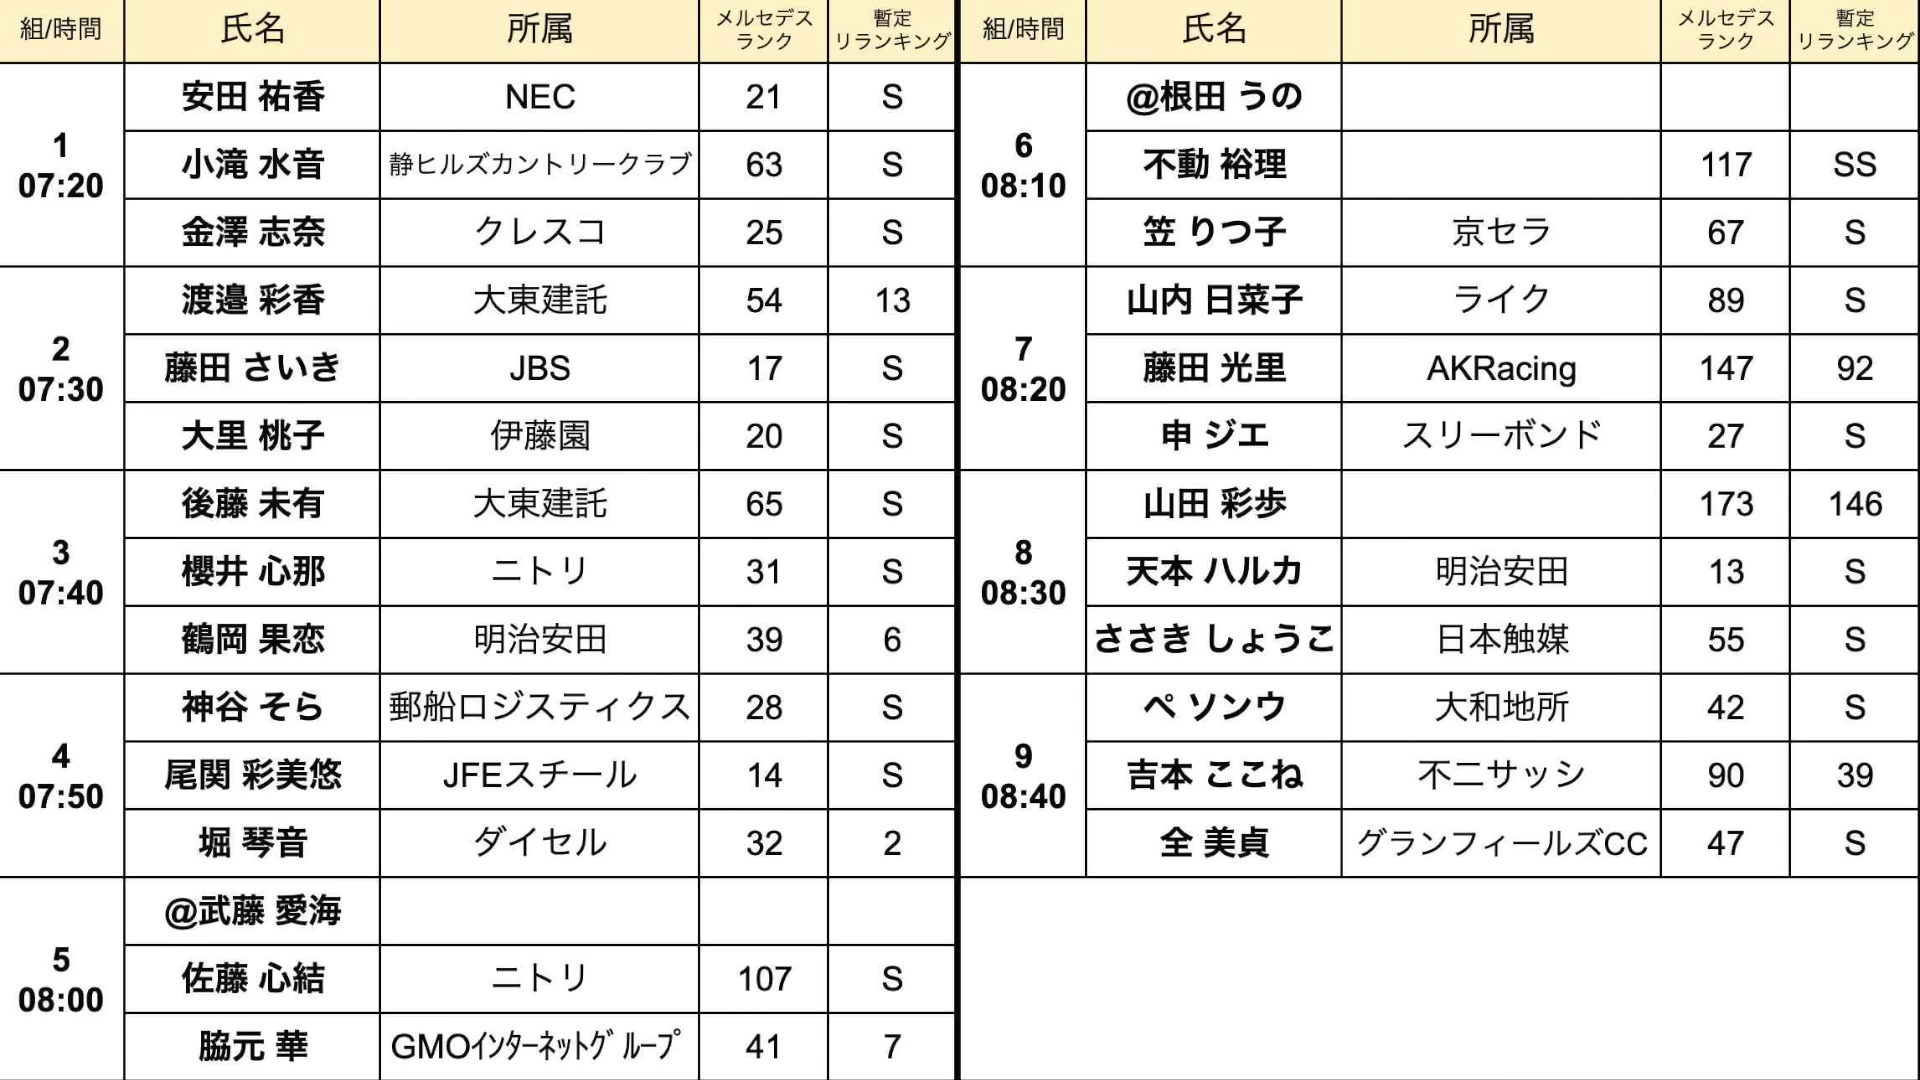 組/時間 氏名 所属 メルセデスランク 暫定リランキング
1 07:20
安田 祐香 NEC 21 S
小滝 水音 静ヒルズカントリークラブ 63 S
金澤 志奈 クレスコ 25 S
2 07:30
渡邉 彩香 大東建託 54 13
藤田 さいき JBS 17 S
大里 桃子 伊藤園 20 S
3 07:40
後藤 未有 大東建託 65 S
櫻井 心那 ニトリ 31 S
鶴岡 果恋 明治安田 39 6
4 07:50
神谷 そら 郵船ロジスティクス 28 S
尾関 彩美悠 JFEスチール 14 S
堀 琴音 ダイセル 32 2
5 08:00
@武藤 愛海
佐藤 心結 ニトリ 107 S
脇元 華 GMOインターネットグループ 41 7
組/時間 氏名 所属 メルセデスランク 暫定リランキング
6 08:10
@根田 うの
不動 裕理 117 SS
笠 りつ子 京セラ 67 S
7 08:20
山内 日菜子 ライク 89 S
藤田 光里 AKRacing 147 92
申 ジエ スリーボンド 27 S
8 08:30
山田 彩歩 173 146
天本 ハルカ 明治安田 13 S
ささき しょうこ 日本触媒 55 S
9 08:40
ペ ソンウ 大和地所 42 S
吉本 ここね 不二サッシ 90 39
全 美貞 グランフィールズCC 47 S